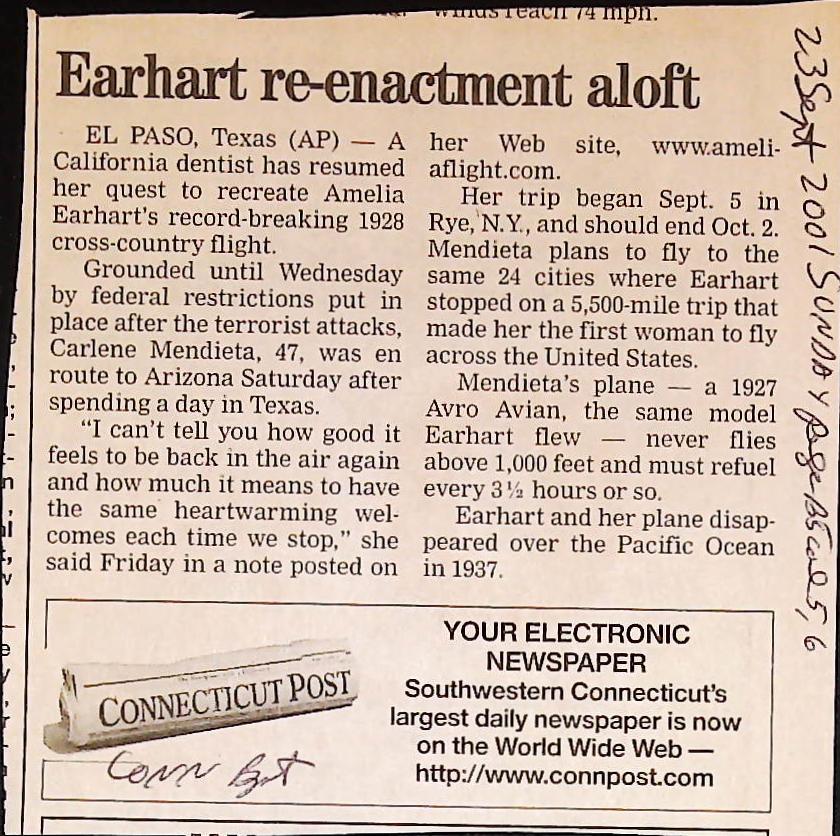 winds reach 74 mph.
Earhart re-enactment aloft
EL PASO, Texas (AP) — A
California dentist has resumed
her quest to recreate Amelia
Earhart's record-breaking 1928
cross-country flight.
Grounded until Wednesday
by federal restrictions put in
place after the terrorist attacks,
Carlene Mendieta, 47, was en
route to Arizona Saturday after
spending a day in Texas.
"I can't tell you how good it
feels to be back in the air again
and how much it means to have
the same heartwarming wel-
comes each time we stop," she
said Friday in a note posted on
her Web site, www.ameli-
aflight.com.
Her trip began Sept. 5 in
Rye, N.Y., and should end Oct. 2.
Mendieta plans to fly to the
same 24 cities where Earhart
stopped on a 5,500-mile trip that
made her the first woman to fly
across the United States.
Mendieta's plane — a 1927
Avro Avian, the same model
Earhart flew — never flies
above 1,000 feet and must refuel
every 3½ hours or so.
Earhart and her plane disap-
peared over the Pacific Ocean
in 1937.
23 Sept 2001 SUNDAY page 5, 6
CONNECTICUT POST
Conn Post
YOUR ELECTRONIC
NEWSPAPER
Southwestern Connecticut's
largest daily newspaper is now
on the World Wide Web —
http://www.connpost.com